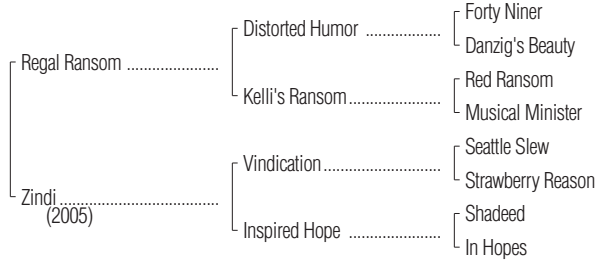 Forty Niner
Distorted Humor ..................
Danzig's Beauty
Regal Ransom ......................
Red Ransom
Kelli's Ransom......................
Musical Minister
Seattle Slew
Vindication............................
Strawberry Reason
Zindi......................................
(2005)
Shadeed
Inspired Hope ......................
In Hopes